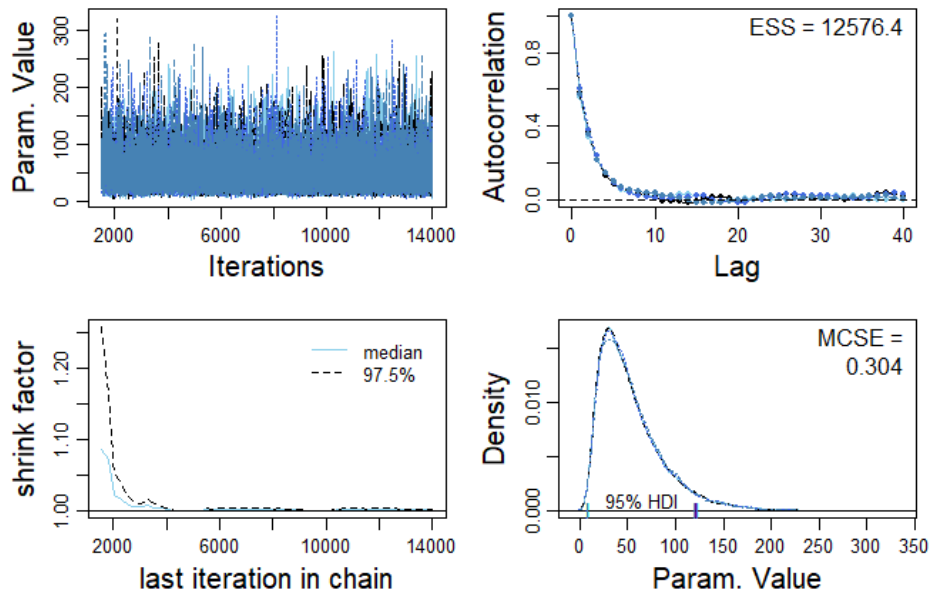 Param. Value
0 100 200 300
2000 6000 10000 14000
Iterations
ESS = 12576.4
Autocorrelation
0.0 0.4 0.8
0 10 20 30 40
Lag
shrink factor
1.00 1.10 1.20
median
97.5%
2000 6000 10000 14000
last iteration in chain
MCSE =
0.304
Density
0.000 0.010
95% HDI
0 50 100 150 200 250 300 350
Param. Value